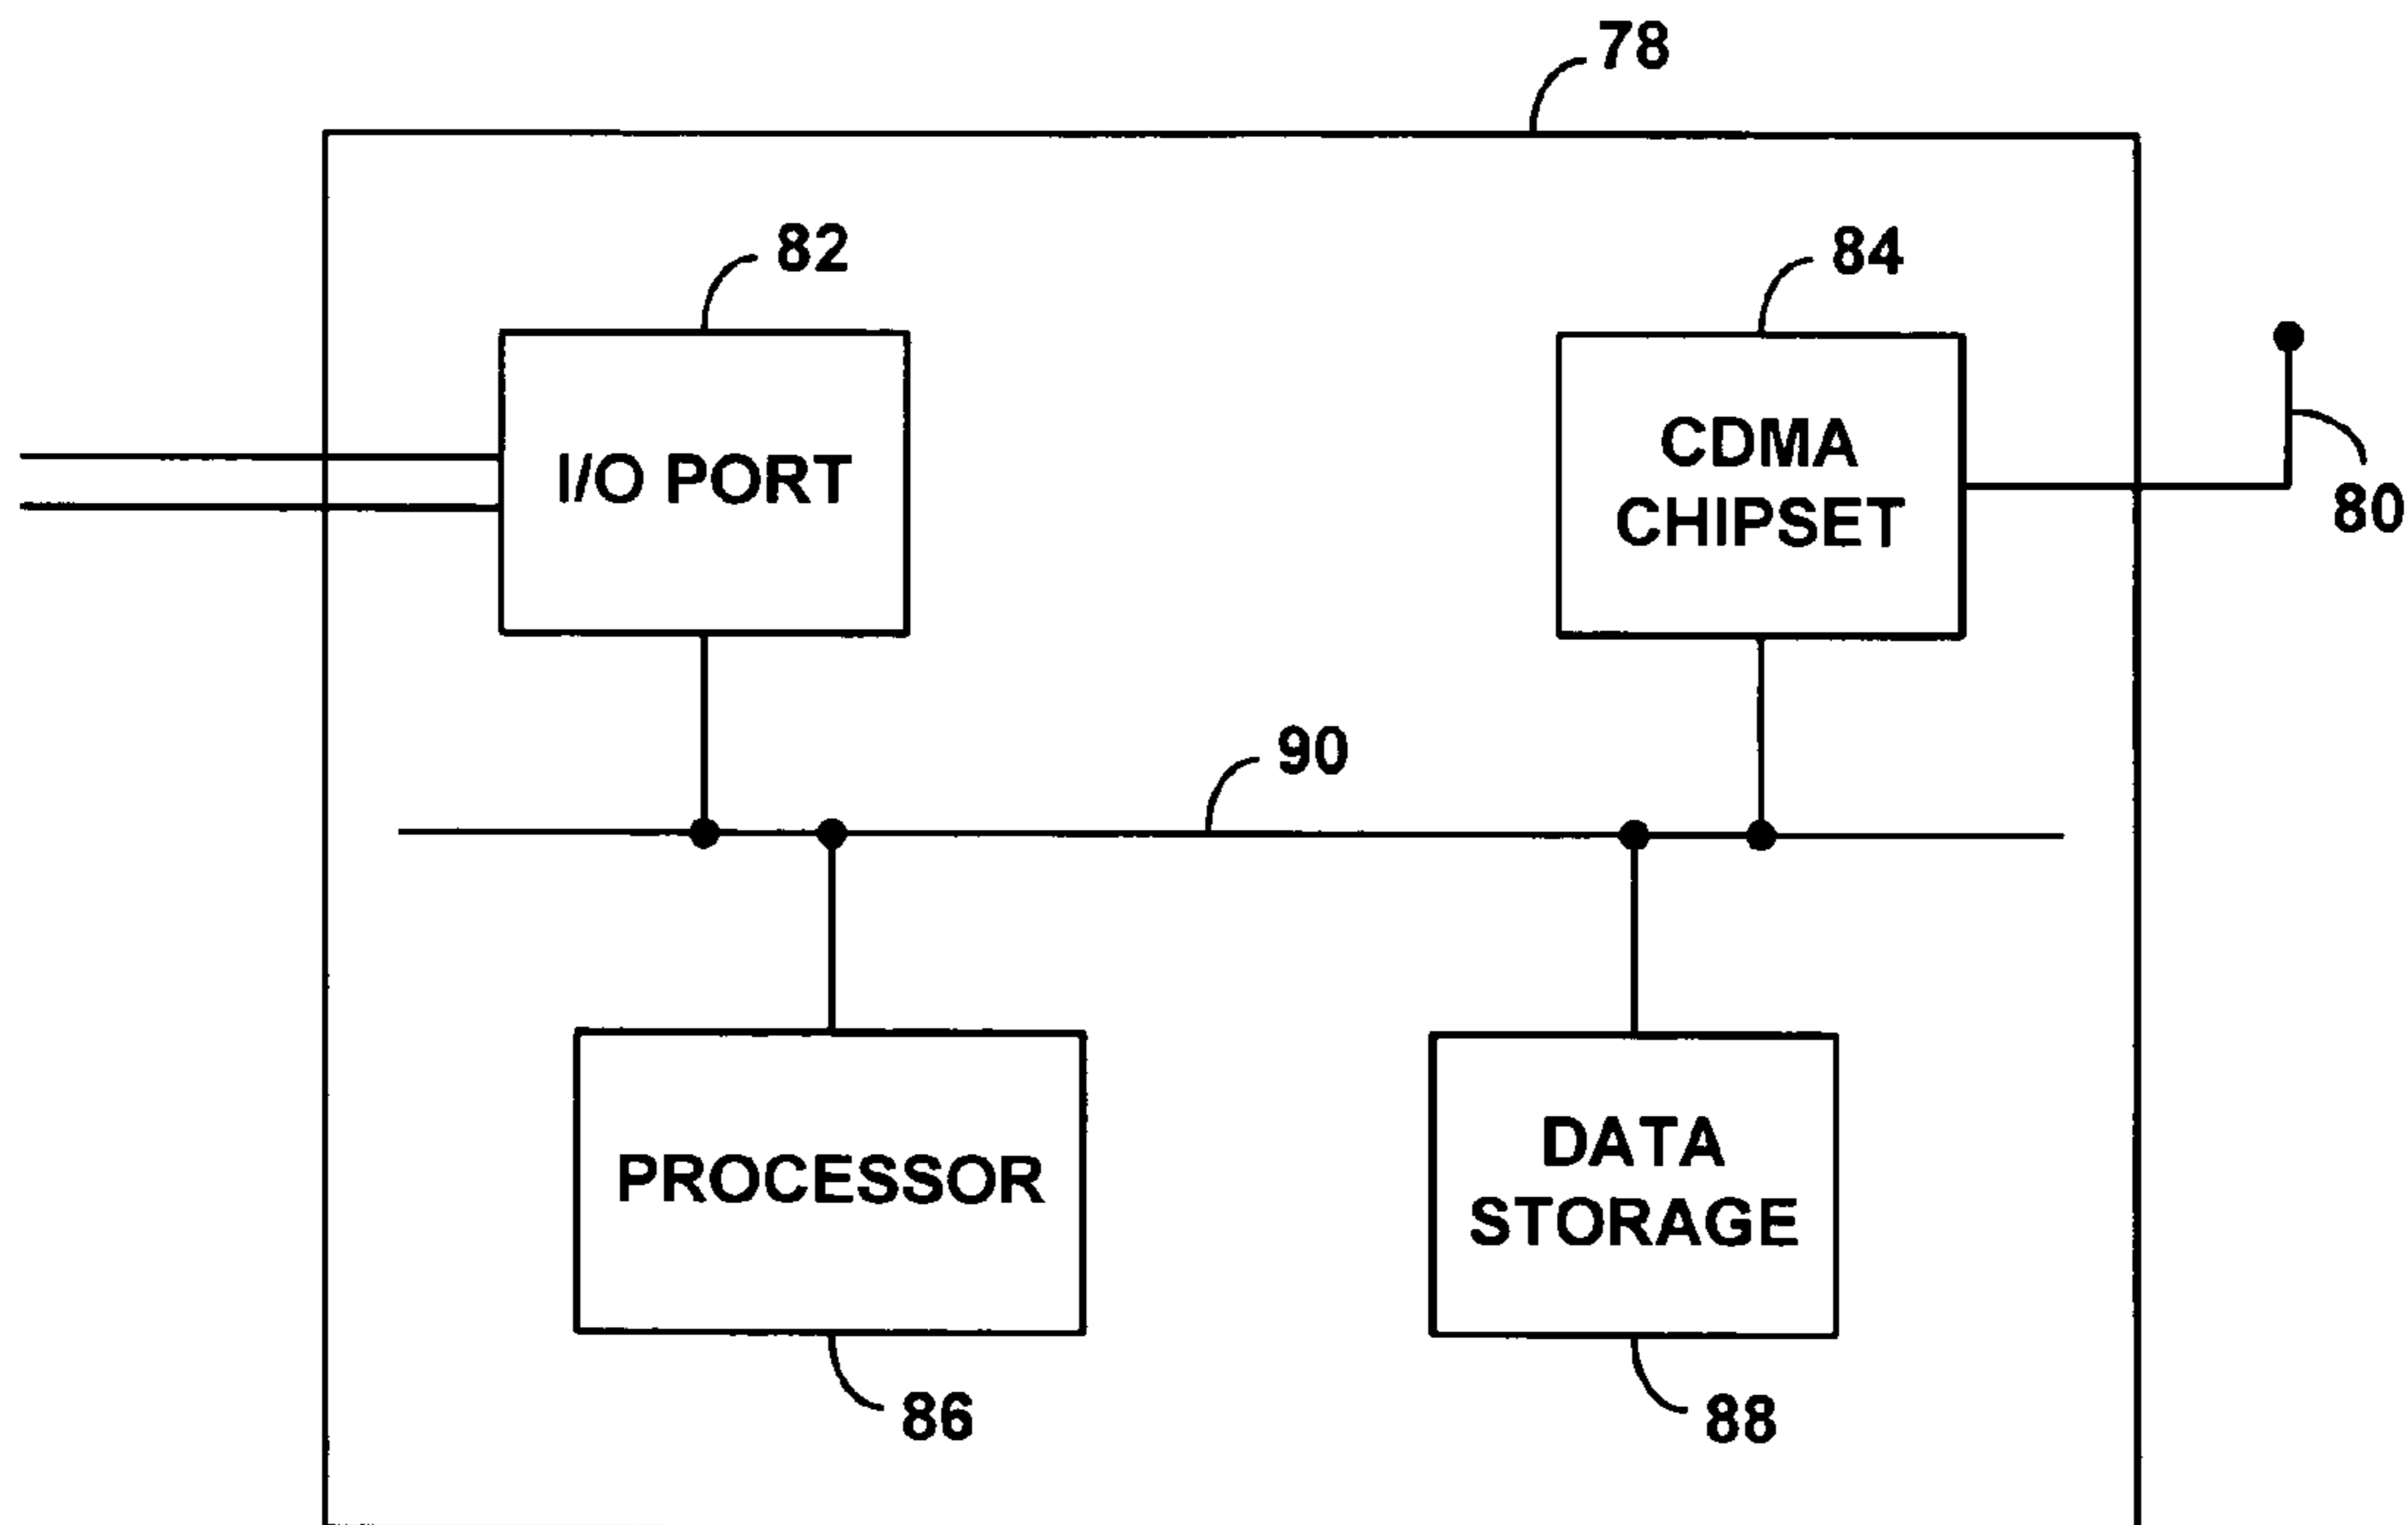 78
82
84
I/O PORT
CDMA
CHIPSET
80
90
PROCESSOR
DATA
STORAGE
86
88